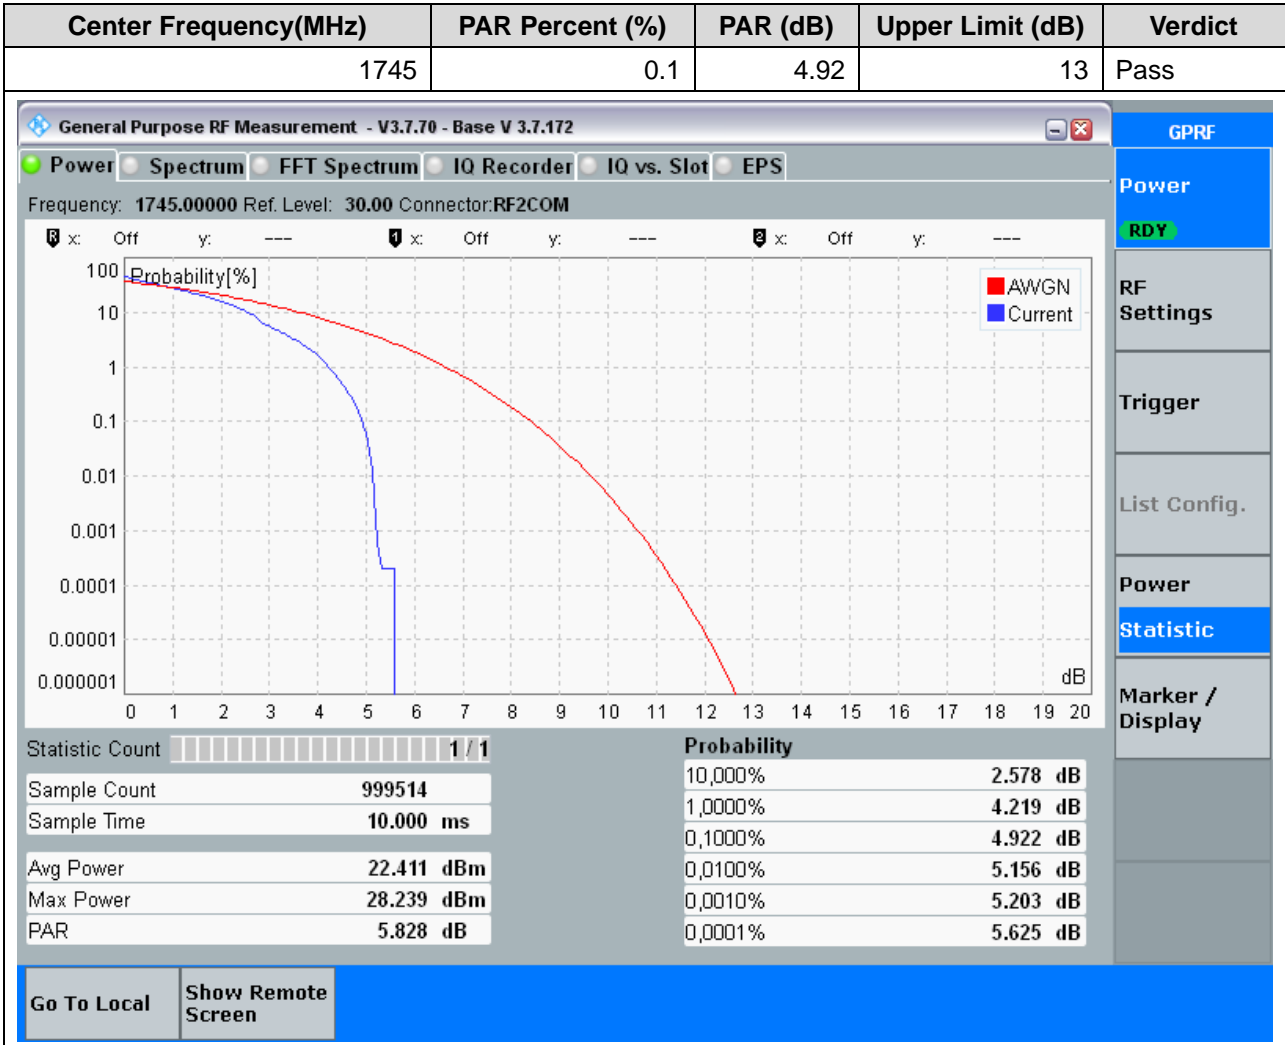 Center Frequency(MHz) PAR Percent (%) PAR (dB) Upper Limit (dB) Verdict
1745 0.1 4.92 13 Pass
General Purpose RF Measurement - V3.7.70 - Base V 3.7.172
GPRF
Power Spectrum FFT Spectrum IQ Recorder IQ vs. Slot EPS
Frequency: 1745.00000 Ref. Level: 30.00 Connector:RF2COM
R x: Off y: --- 1 x: Off y: --- 2 x: Off y: ---
Probability[%]
AWGN
Current
100
10
1
0.1
0.01
0.001
0.0001
0.00001
0.000001
dB
0 1 2 3 4 5 6 7 8 9 10 11 12 13 14 15 16 17 18 19 20
Statistic Count 1 / 1
Sample Count 999514
Sample Time 10.000 ms
Avg Power 22.411 dBm
Max Power 28.239 dBm
PAR 5.828 dB
Probability
10,000% 2.578 dB
1,0000% 4.219 dB
0,1000% 4.922 dB
0,0100% 5.156 dB
0,0010% 5.203 dB
0,0001% 5.625 dB
Power
RDY
RF
Settings
Trigger
List Config.
Power
Statistic
Marker /
Display
Go To Local
Show Remote
Screen